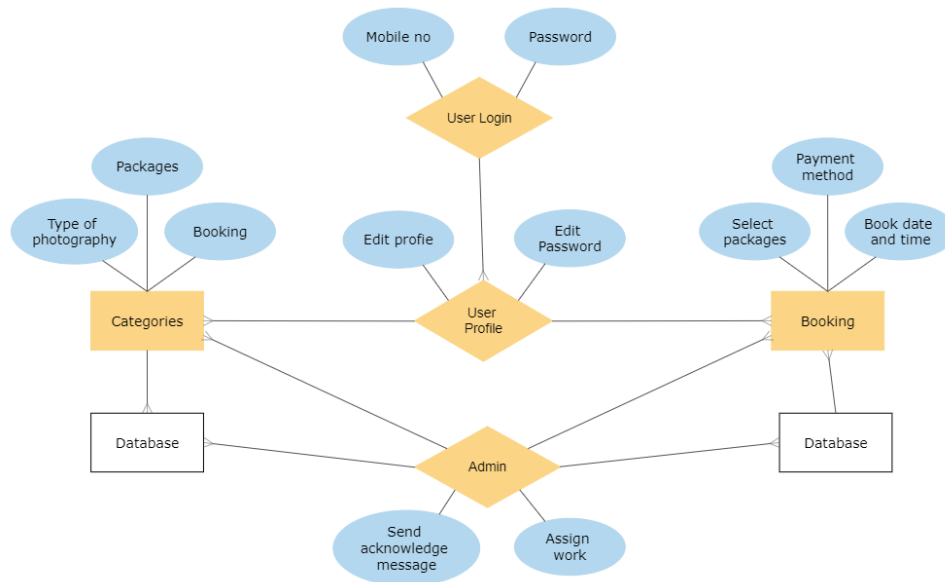 Mobile no
Password
User Login
Packages
Payment
method
Type of
photography
Booking
Edit profie
Edit
Password
Select
packages
Book date
and time
Categories
User
Profile
Booking
Database
Admin
Database
Send
acknowledge
message
Assign
work